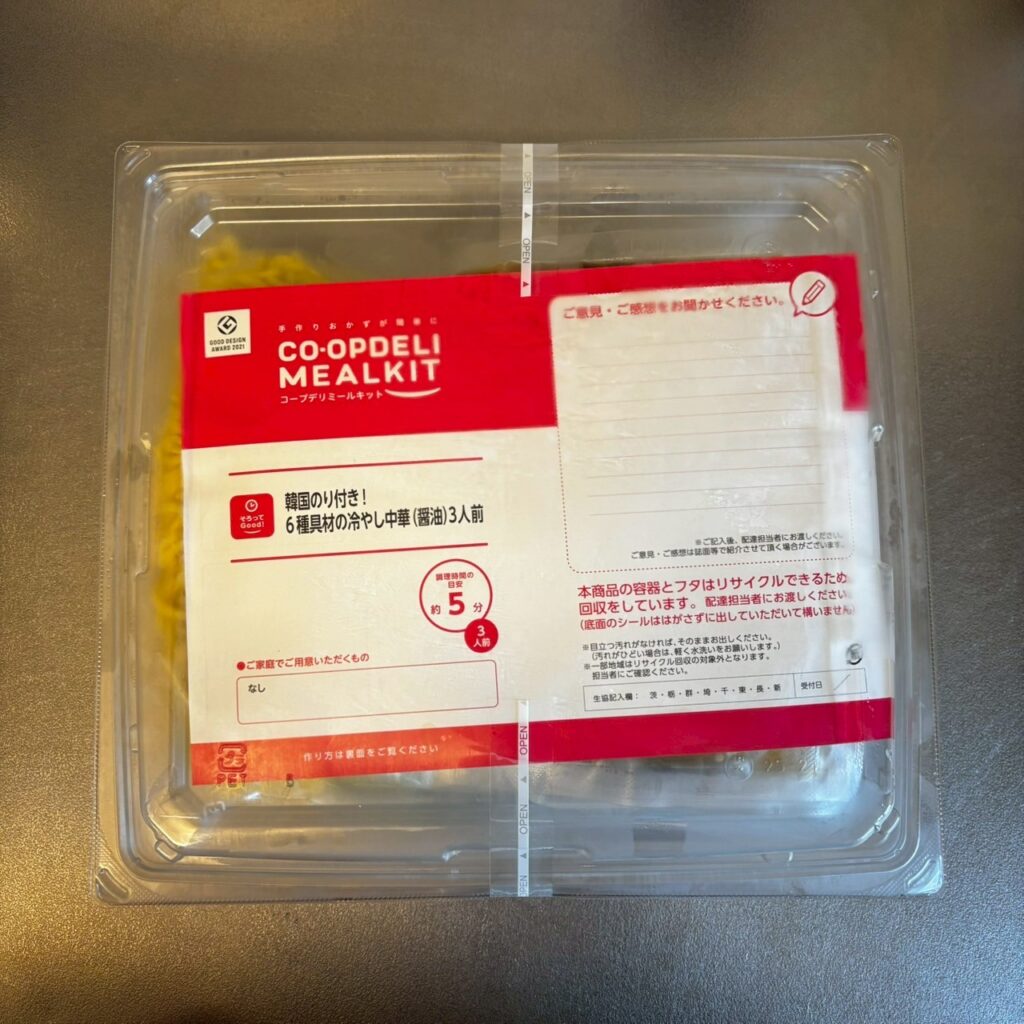 OPEN
OPEN
GOOD DESIGN
AWARD 2021
手作りおかずが簡単に
CO-OPDELI
MEALKIT
コープデリミールキット
そろって
Good!
韓国のり付き!
6種具材の冷やし中華(醤油)3人前
調理時間の
目安
約5分
3
人前
●ご家庭でご用意いただくもの
なし
作り方は裏面をご覧ください
PET
ご意見・ご感想をお聞かせください。
※ご記入後、配達担当者にお渡しください。
ご意見・ご感想は誌面等で紹介させて頂く場合がございます。
本商品の容器とフタはリサイクルできるため
回収をしています。配達担当者にお渡しください
(底面のシールははがさずに出していただいて構いません)
※目立つ汚れがなければ、そのままお出しください。
(汚れがひどい場合は、軽く水洗いをお願いします。)
※一部地域はリサイクル回収の対象外となります。
担当者にご確認ください。
生協記入欄: 茨・栃・群・埼・千・東・長・新 受付日 /
OPEN
OPEN
OPEN